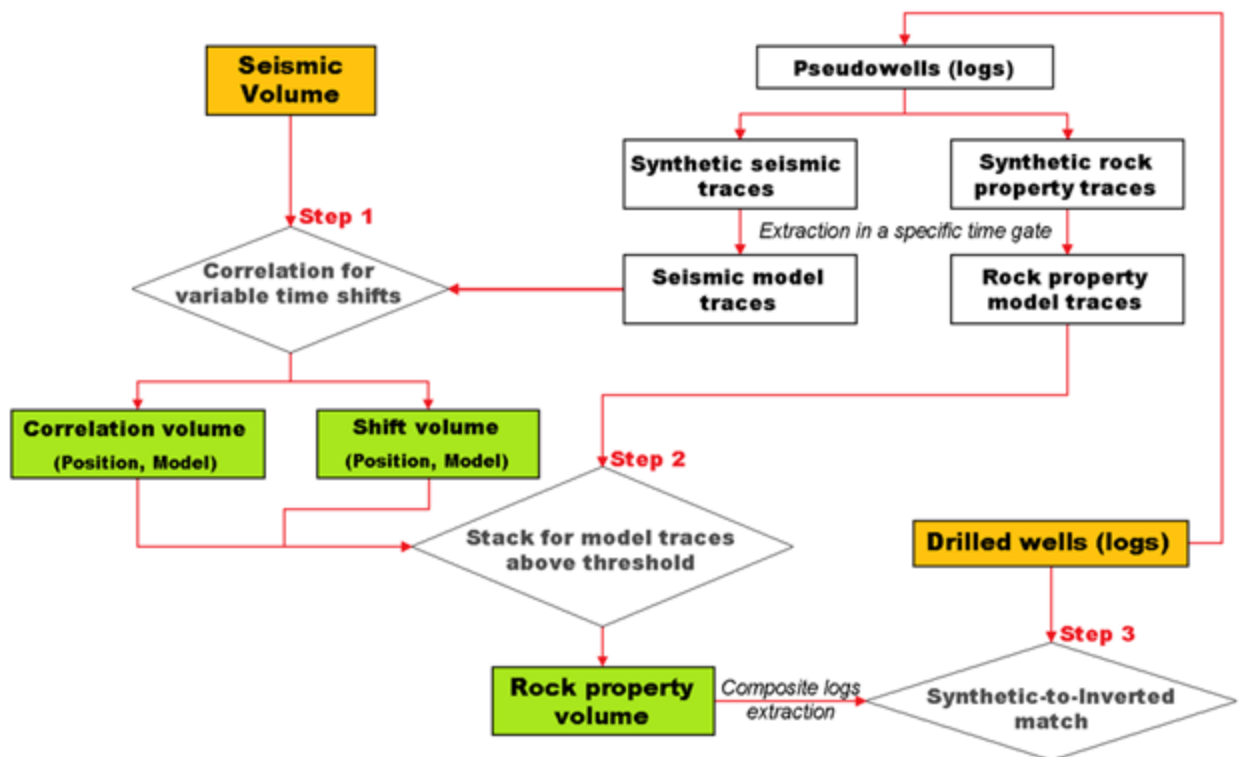 Seismic
Volume
Pseudowells (logs)
Synthetic seismic
traces
Synthetic rock
property traces
Step 1
Extraction in a specific time gate
Correlation for
variable time shifts
Seismic model
traces
Rock property
model traces
Correlation volume
(Position, Model)
Shift volume
(Position, Model)
Step 2
Stack for model traces
above threshold
Drilled wells (logs)
Step 3
Rock property
volume
Composite logs
extraction
Synthetic-to-Inverted
match